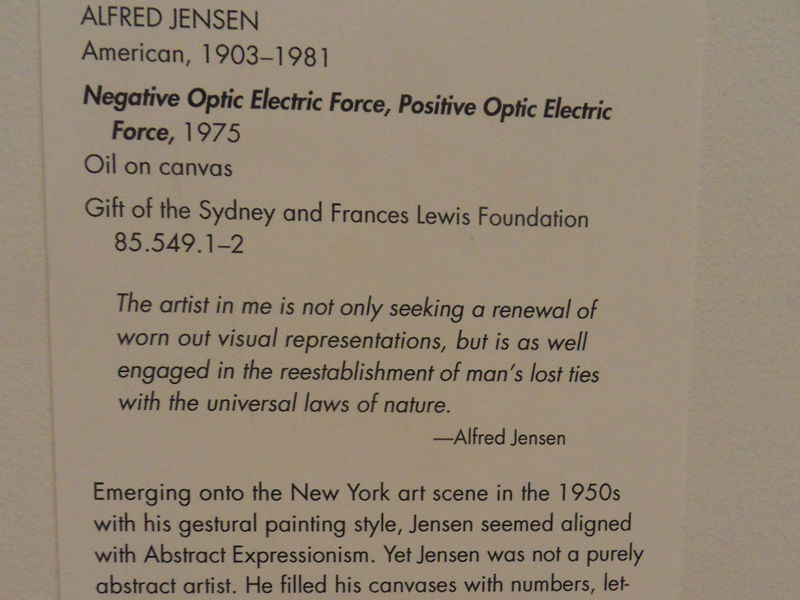 ALFRED JENSEN
American, 1903–1981
Negative Optic Electric Force, Positive Optic Electric
Force, 1975
Oil on canvas
Gift of the Sydney and Frances Lewis Foundation
85.549.1–2
The artist in me is not only seeking a renewal of
worn out visual representations, but is as well
engaged in the reestablishment of man's lost ties
with the universal laws of nature.
—Alfred Jensen
Emerging onto the New York art scene in the 1950s
with his gestural painting style, Jensen seemed aligned
with Abstract Expressionism. Yet Jensen was not a purely
abstract artist. He filled his canvases with numbers, let-